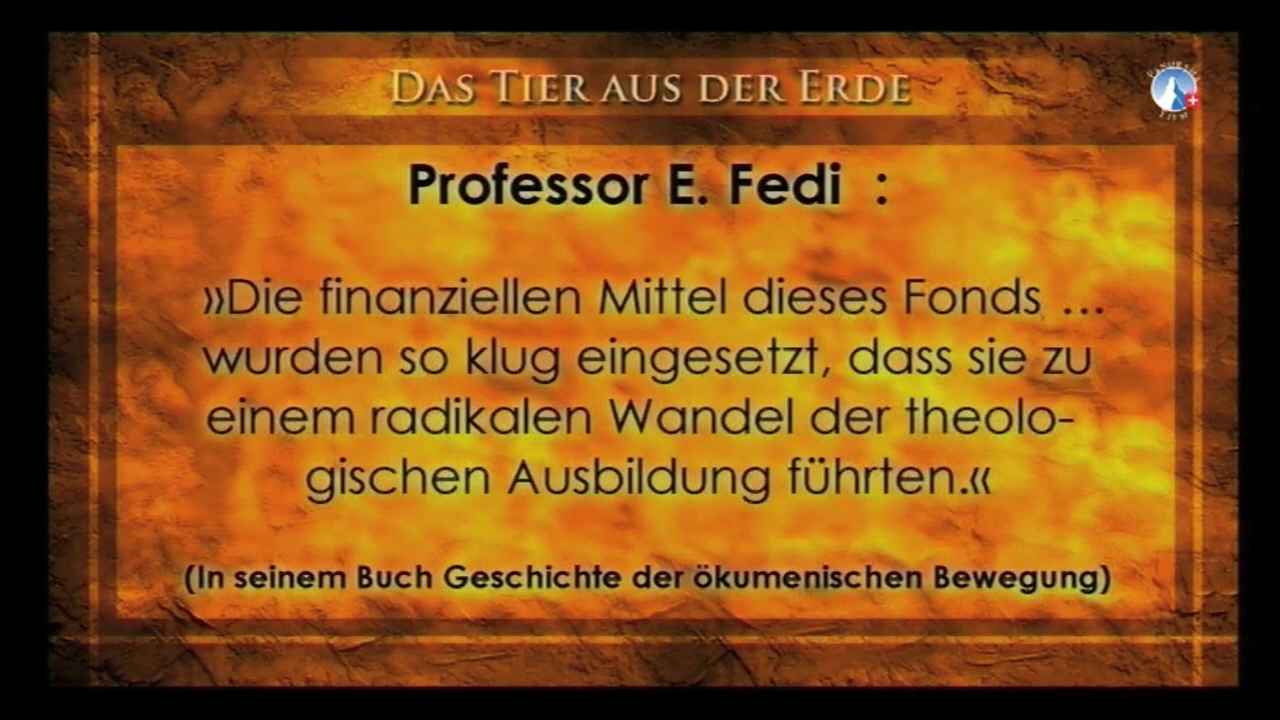 DAS TIER AUS DER ERDE
Professor E. Fedi :
»Die finanziellen Mittel dieses Fonds ...
wurden so klug eingesetzt, dass sie zu
einem radikalen Wandel der theolo-
gischen Ausbildung führten.«
(In seinem Buch Geschichte der ökumenischen Bewegung)